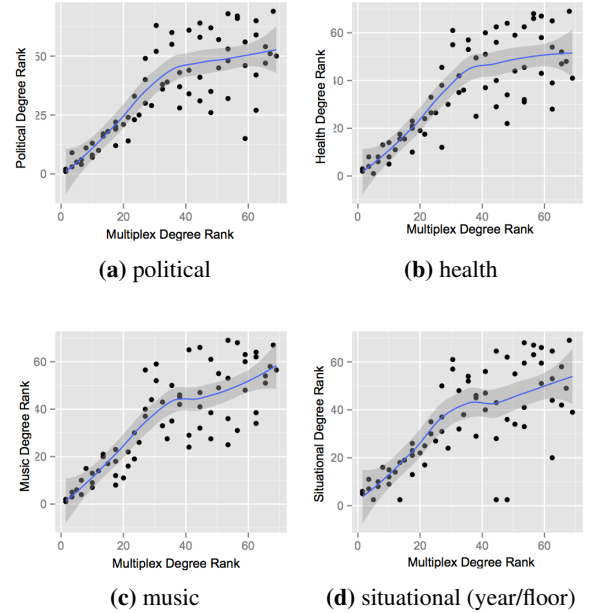 Political Degree Rank
50
25
0
0
20
40
60
Multiplex Degree Rank
(a) political
Health Degree Rank
60
40
20
0
0
20
40
60
Multiplex Degree Rank
(b) health
Music Degree Rank
60
40
20
0
0
20
40
60
Multiplex Degree Rank
(c) music
Situational Degree Rank
60
40
20
0
0
20
40
60
Multiplex Degree Rank
(d) situational (year/floor)